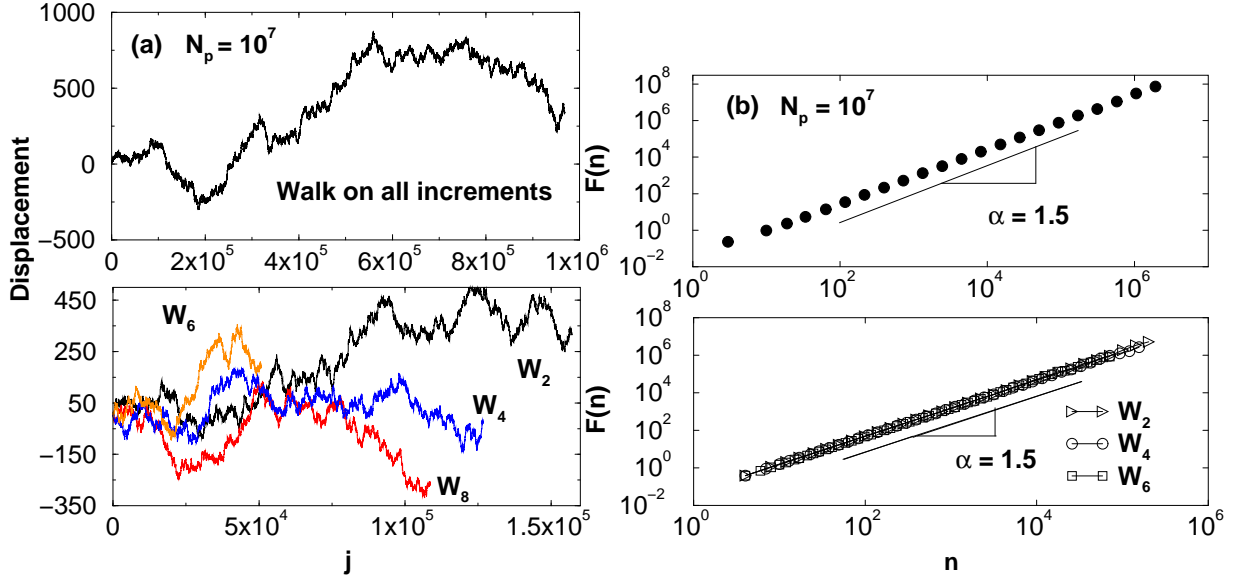 (a) N_p = 10^7
Displacement
1000
750
500
250
0
−250
−500
Walk on all increments
0 2x10^5 4x10^5 6x10^5 8x10^5 1x10^6
450
250
50
−150
−350
W_6
W_2
W_4
W_8
0 5x10^4 1x10^5 1.5x10^5
j
(b) N_p = 10^7
F(n)
10^8
10^6
10^4
10^2
10^0
10^−2
α = 1.5
10^0 10^2 10^4 10^6
F(n)
10^8
10^6
10^4
10^2
10^0
10^−2
α = 1.5
W_2
W_4
W_6
10^0 10^2 10^4 10^6
n